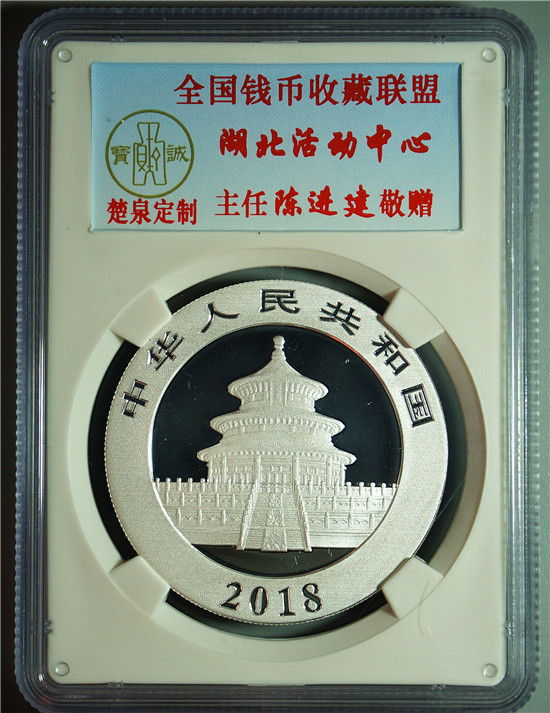 全国钱币收藏联盟
湖北活动中心
寶 誠
楚泉定制
主任陈进建敬赠
中华人民共和国
2018